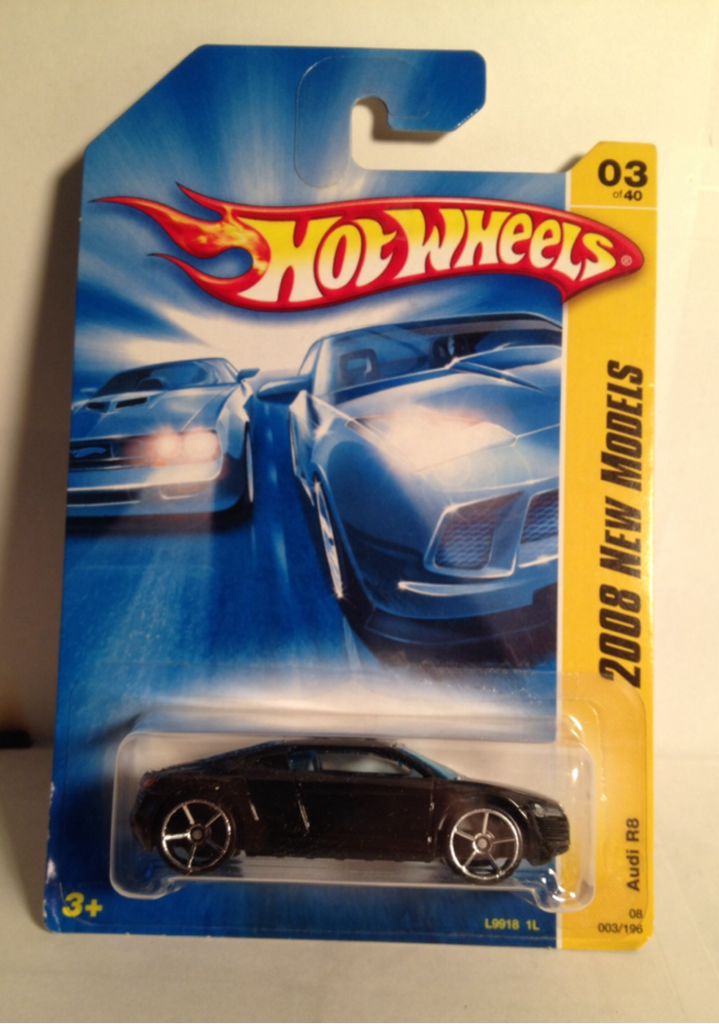 03
of 40
HOT WHEELS®
2008 NEW MODELS
Audi R8
08
003/196
3+
L9918 1L